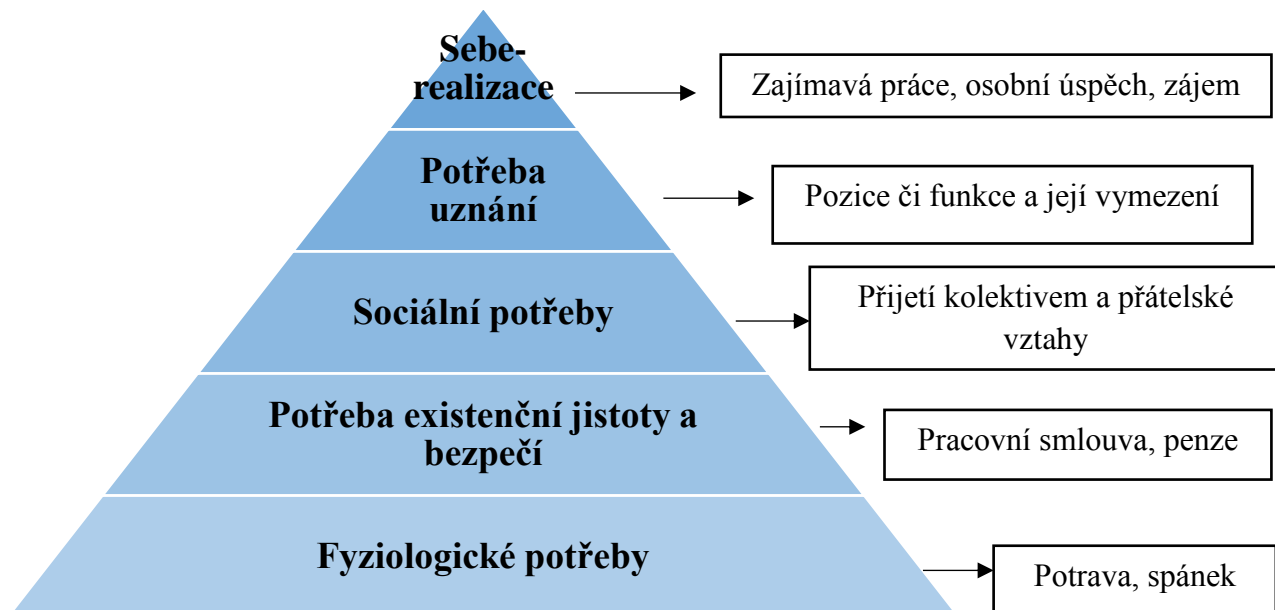 Sebe-
realizace
Zajímavá práce, osobní úspěch, zájem
Potřeba
uznání
Pozice či funkce a její vymezení
Sociální potřeby
Přijetí kolektivem a přátelské
vztahy
Potřeba existenční jistoty a
bezpečí
Pracovní smlouva, penze
Fyziologické potřeby
Potrava, spánek